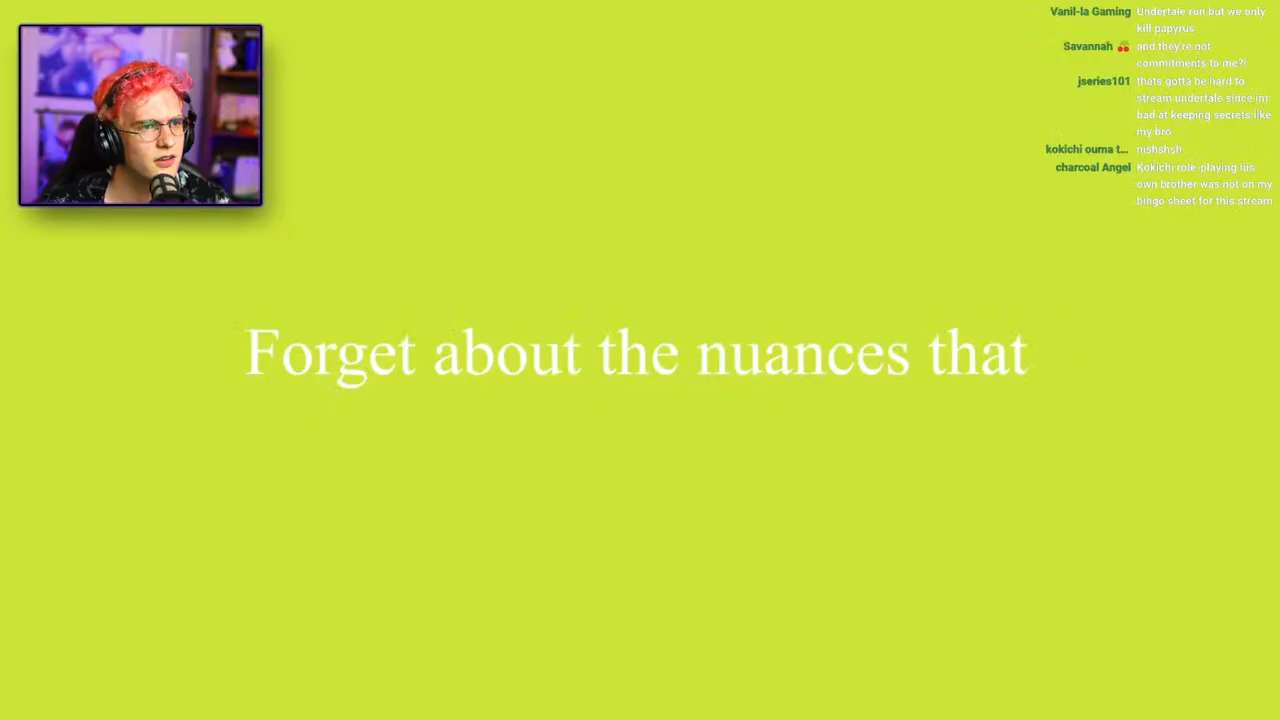 Vanil-la Gaming Undertale run but we only
kill papyrus
Savannah 🍒 and they're not
commitments to me?!
jseries101 thats gotta be hard to
stream undertale since im
bad at keeping secrets like
my bro
kokichi ouma t... nishshsh
charcoal Angel Kokichi role-playing his
own brother was not on my
bingo sheet for this stream
Forget about the nuances that